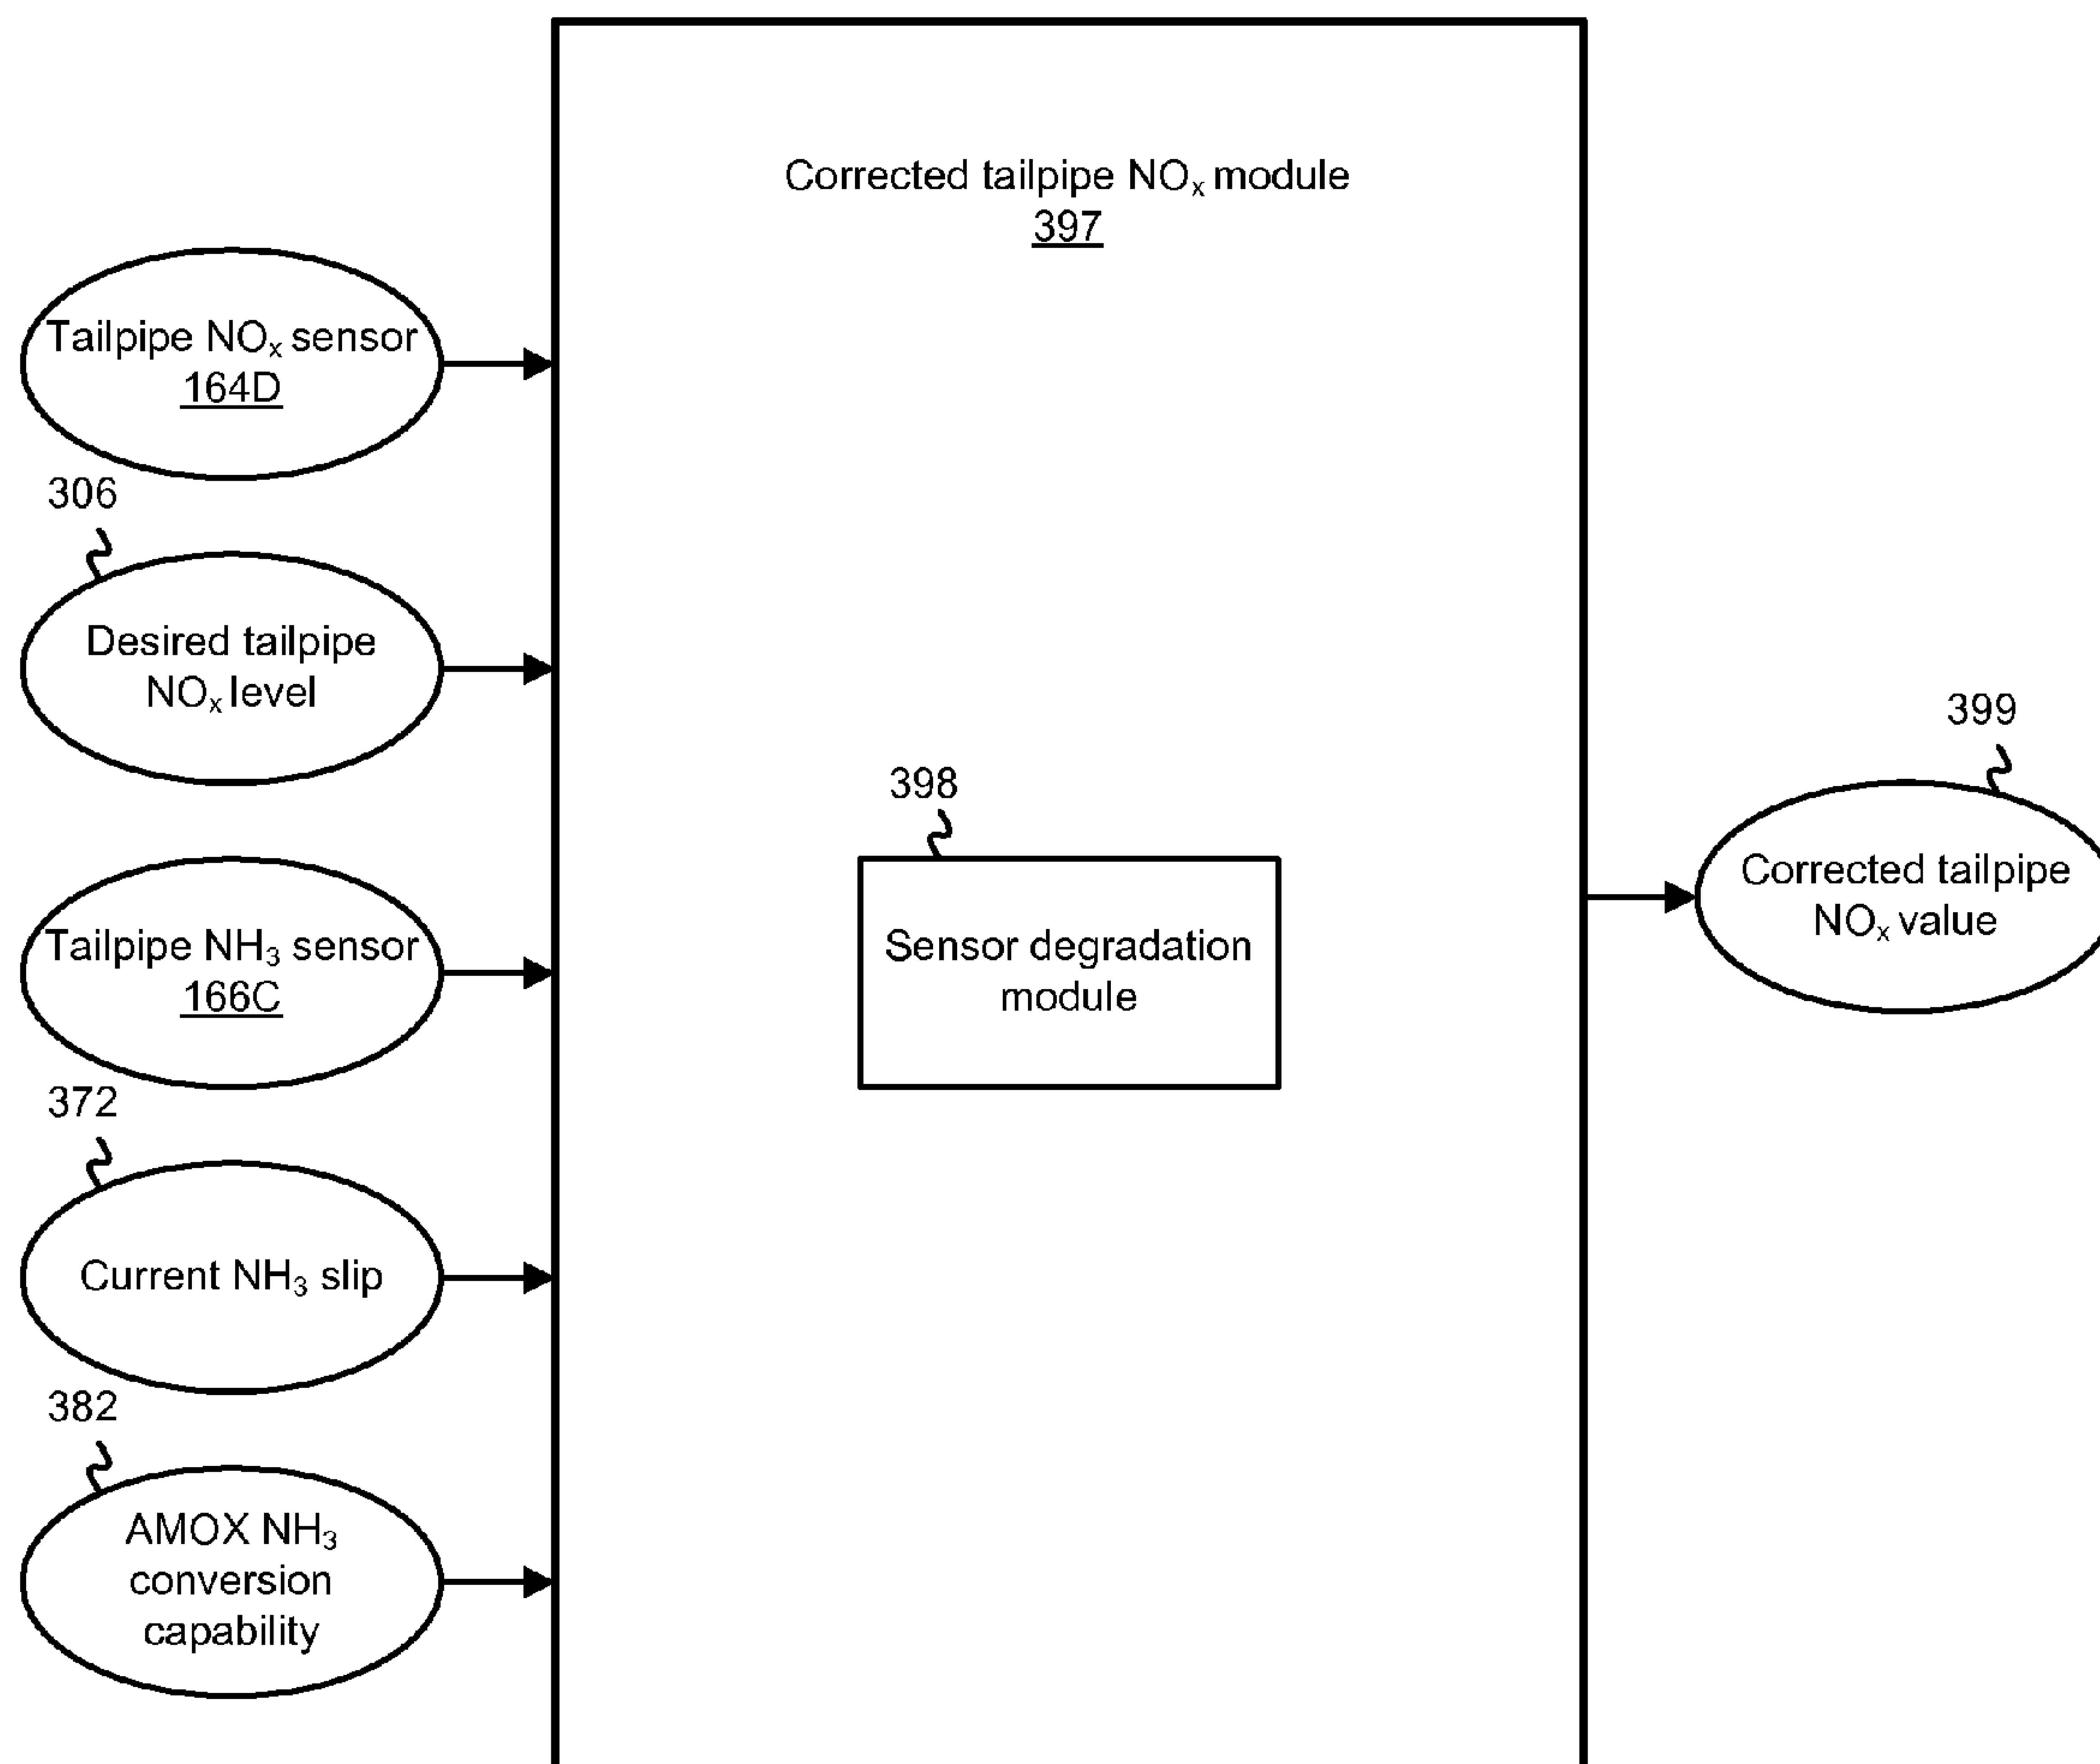 Corrected tailpipe NOx module
397
Tailpipe NOx sensor
164D
306
Desired tailpipe
NOx level
Tailpipe NH3 sensor
166C
372
Current NH3 slip
382
AMOX NH3
conversion
capability
398
Sensor degradation
module
399
Corrected tailpipe
NOx value